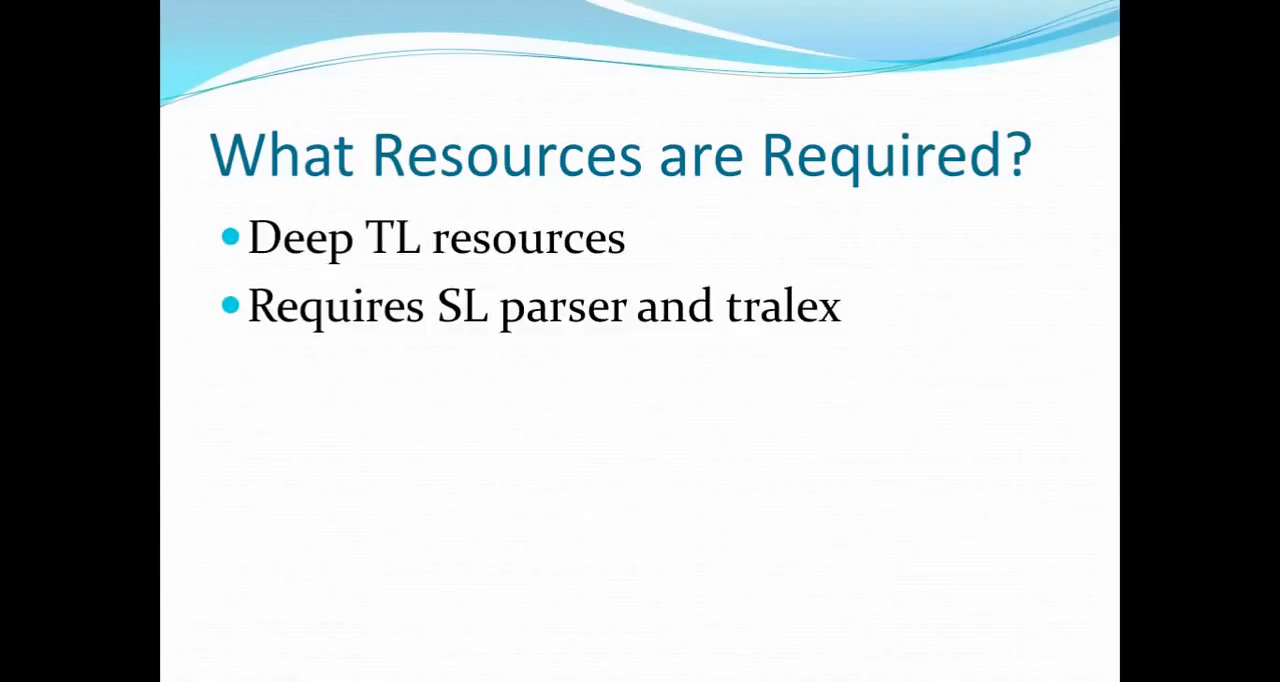 What Resources are Required?
Deep TL resources
Requires SL parser and tralex